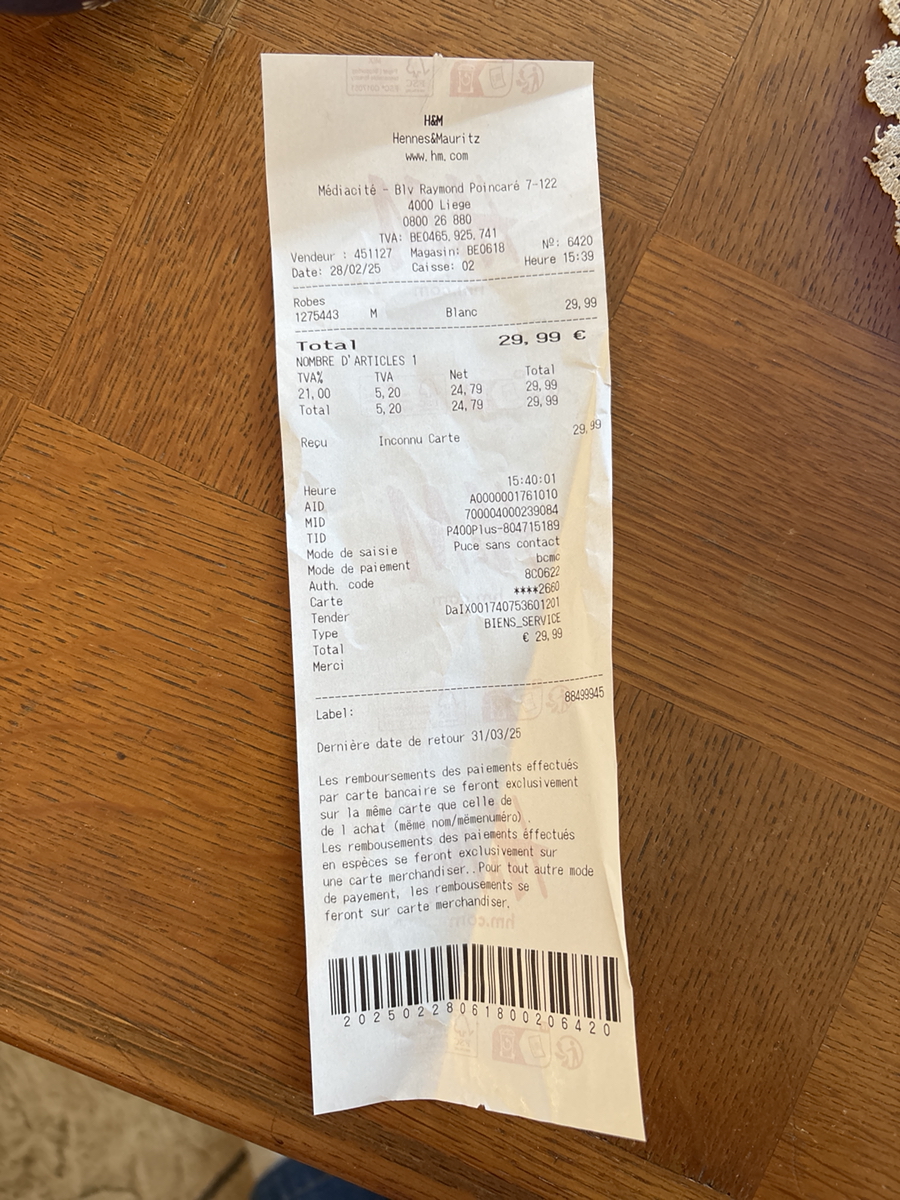 H&M
Hennes&Mauritz
www.hm.com
Médiacité - Blv Raymond Poincaré 7-122
4000 Liege
0800 26 880
TVA: BE0465.925.741
Vendeur : 451127 Magasin: BE0618 Nº: 6420
Date: 28/02/25 Caisse: 02 Heure 15:39
Robes
1275443 M Blanc 29,99
Total 29,99 €
NOMBRE D'ARTICLES 1
TVA% TVA Net Total
21,00 5,20 24,79 29,99
Total 5,20 24,79 29,99
Reçu Inconnu Carte 29,99
Heure 15:40:01
AID A0000001761010
MID 700004000239084
TID P400Plus-804715189
Mode de saisie Puce sans contact
Mode de paiement bcmc
Auth. code 8C0622
Carte ****2660
Tender DaIX001740753601201
Type BIENS_SERVICE
Total € 29,99
Merci
Label: 88499945
Dernière date de retour 31/03/25
Les remboursements des paiements effectués
par carte bancaire se feront exclusivement
sur la même carte que celle de
de l achat (même nom/mëmenuméro) .
Les rembousements des paiements éffectués
en espèces se feront exclusivement sur
une carte merchandiser..Pour tout autre mode
de payement, les rembousements se
feront sur carte merchandiser.
20250228061800206420